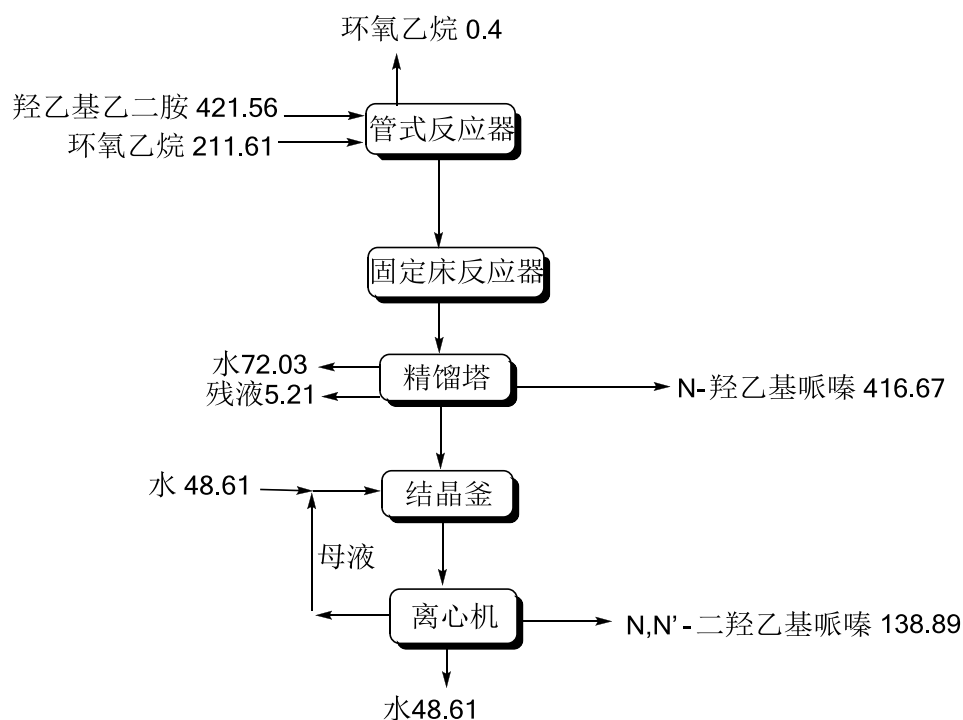 环氧乙烷 0.4
羟乙基乙二胺 421.56
环氧乙烷 211.61
管式反应器
固定床反应器
水72.03
残液5.21
精馏塔
N-羟乙基哌嗪 416.67
水 48.61
结晶釜
母液
离心机
N,N'-二羟乙基哌嗪 138.89
水48.61